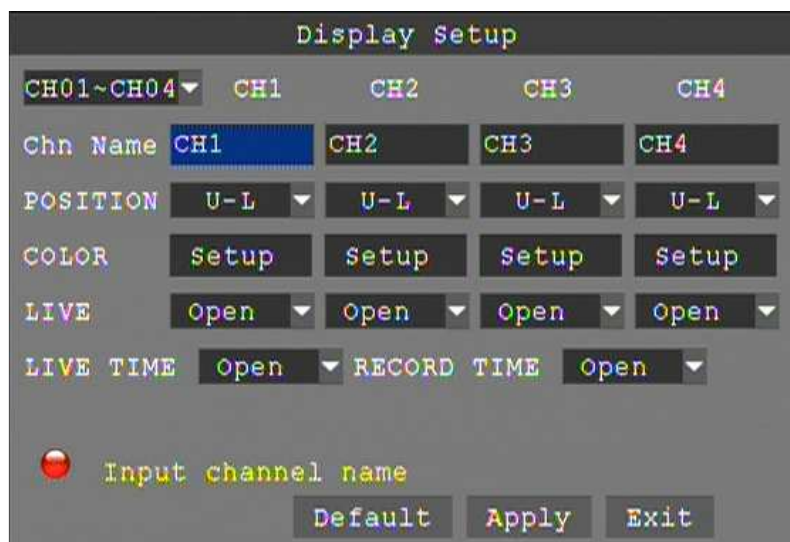 Display Setup
CH01~CH04 CH1 CH2 CH3 CH4
Chn Name CH1 CH2 CH3 CH4
POSITION U-L U-L U-L U-L
COLOR Setup Setup Setup Setup
LIVE Open Open Open Open
LIVE TIME Open RECORD TIME Open
Input channel name
Default Apply Exit